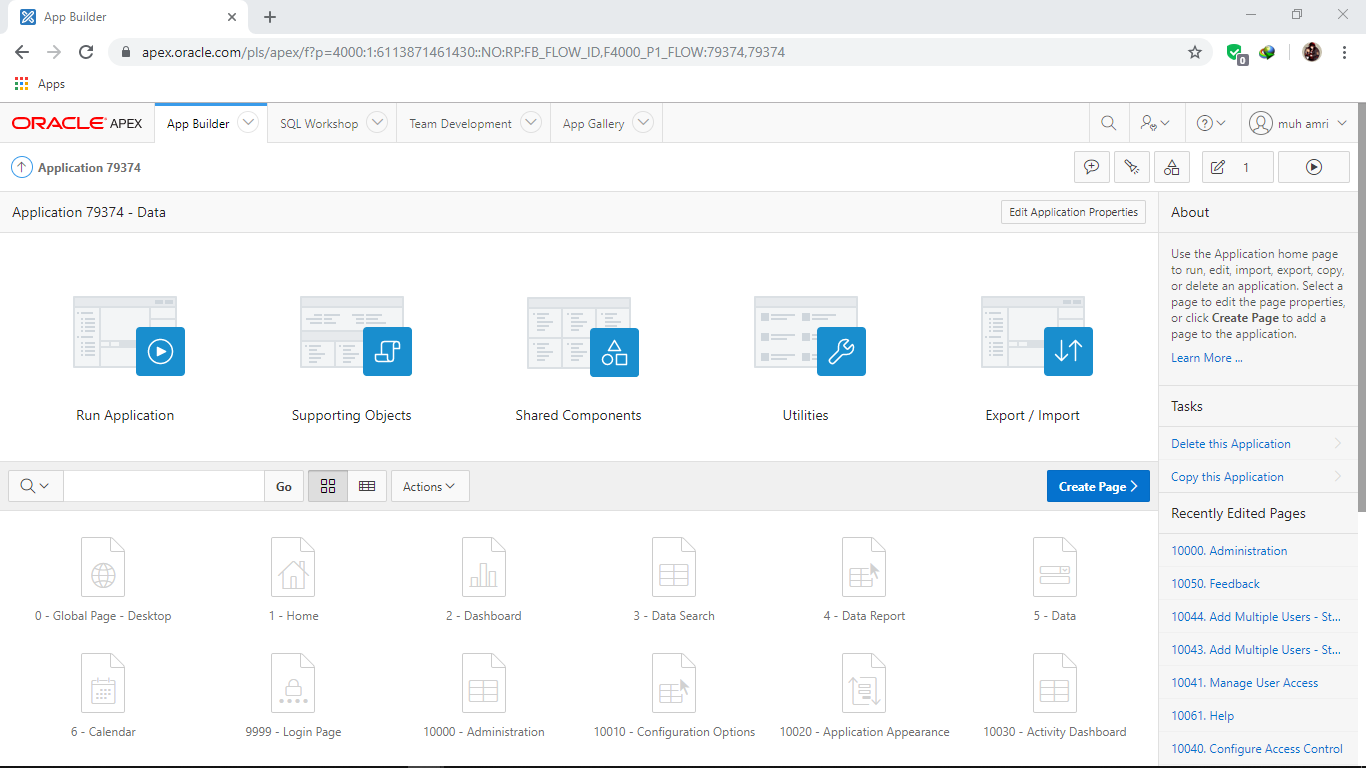 App Builder
apex.oracle.com/pls/apex/f?p=4000:1:6113871461430::NO:RP:FB_FLOW_ID,F4000_P1_FLOW:79374,79374
0
Apps
ORACLE APEX
App Builder
SQL Workshop
Team Development
App Gallery
muh amri
Application 79374
1
Application 79374 - Data
Edit Application Properties
About
Use the Application home page
to run, edit, import, export, copy,
or delete an application. Select a
page to edit the page properties,
or click Create Page to add a
page to the application.
Learn More ...
Run Application
Supporting Objects
Shared Components
Utilities
Export / Import
Tasks
Delete this Application
Copy this Application
Go
Actions
Create Page
Recently Edited Pages
10000. Administration
10050. Feedback
10044. Add Multiple Users - St...
10043. Add Multiple Users - St...
10041. Manage User Access
10061. Help
10040. Configure Access Control
0 - Global Page - Desktop
1 - Home
2 - Dashboard
3 - Data Search
4 - Data Report
5 - Data
6 - Calendar
9999 - Login Page
10000 - Administration
10010 - Configuration Options
10020 - Application Appearance
10030 - Activity Dashboard